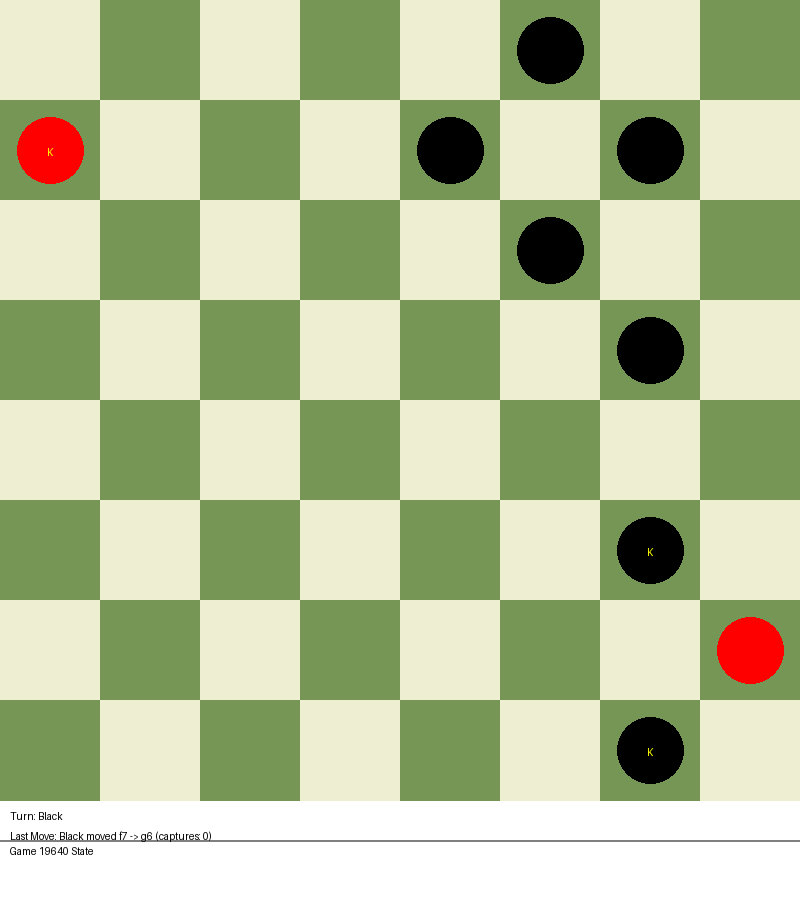 K
K
K
Turn: Black
Last Move: Black moved f7 -> g6 (captures: 0)
Game 19640 State